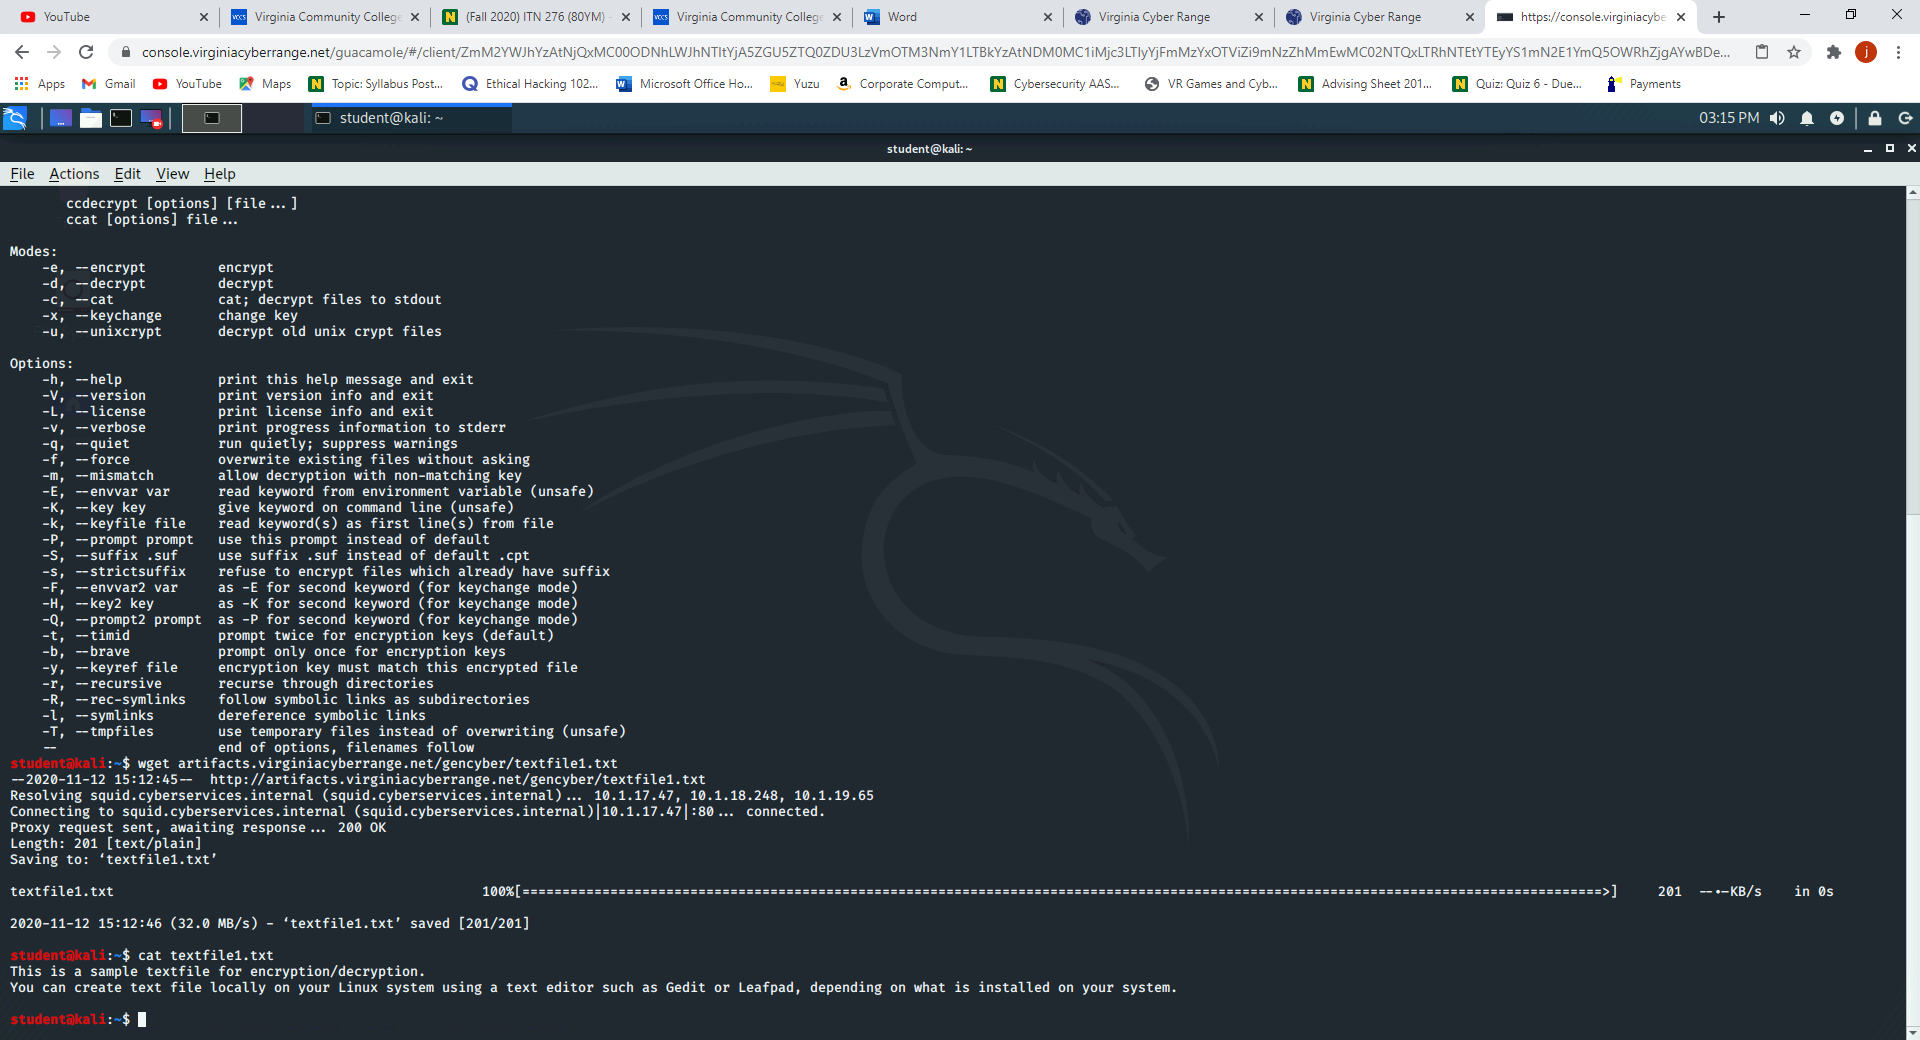 YouTube
Virginia Community College
(Fall 2020) ITN 276 (80YM) -
Virginia Community College
Word
Virginia Cyber Range
Virginia Cyber Range
https://console.virginiacybe
Apps
Gmail
YouTube
Maps
Topic: Syllabus Post...
Ethical Hacking 102...
Microsoft Office Ho...
Yuzu
Corporate Comput...
Cybersecurity AAS...
VR Games and Cyb...
Advising Sheet 201...
Quiz: Quiz 6 - Due...
Payments
student@kali: ~
03:15 PM
student@kali: ~
File Actions Edit View Help
ccdecrypt [options] [file...]
ccat [options] file...
Modes:
-e, --encrypt encrypt
-d, --decrypt decrypt
-c, --cat cat; decrypt files to stdout
-x, --keychange change key
-u, --unixcrypt decrypt old unix crypt files
Options:
-h, --help print this help message and exit
-V, --version print version info and exit
-L, --license print license info and exit
-v, --verbose print progress information to stderr
-q, --quiet run quietly; suppress warnings
-f, --force overwrite existing files without asking
-m, --mismatch allow decryption with non-matching key
-E, --envvar var read keyword from environment variable (unsafe)
-K, --key key give keyword on command line (unsafe)
-k, --keyfile file read keyword(s) as first line(s) from file
-P, --prompt prompt use this prompt instead of default
-S, --suffix .suf use suffix .suf instead of default .cpt
-s, --strictsuffix refuse to encrypt files which already have suffix
-F, --envvar2 var as -E for second keyword (for keychange mode)
-H, --key2 key as -K for second keyword (for keychange mode)
-Q, --prompt2 prompt as -P for second keyword (for keychange mode)
-t, --timid prompt twice for encryption keys (default)
-b, --brave prompt only once for encryption keys
-y, --keyref file encryption key must match this encrypted file
-r, --recursive recurse through directories
-R, --rec-symlinks follow symbolic links as subdirectories
-l, --symlinks dereference symbolic links
-T, --tmpfiles use temporary files instead of overwriting (unsafe)
-- end of options, filenames follow
student@kali:~$ wget artifacts.virginiacyberrange.net/gencyber/textfile1.txt
--2020-11-12 15:12:45-- http://artifacts.virginiacyberrange.net/gencyber/textfile1.txt
Resolving squid.cyberservices.internal (squid.cyberservices.internal)... 10.1.17.47, 10.1.18.248, 10.1.19.65
Connecting to squid.cyberservices.internal (squid.cyberservices.internal)|10.1.17.47|:80... connected.
Proxy request sent, awaiting response... 200 OK
Length: 201 [text/plain]
Saving to: ‘textfile1.txt’
textfile1.txt 100%[=====================================================================================================================================>] 201 --.-KB/s in 0s
2020-11-12 15:12:46 (32.0 MB/s) - ‘textfile1.txt’ saved [201/201]
student@kali:~$ cat textfile1.txt
This is a sample textfile for encryption/decryption.
You can create text file locally on your Linux system using a text editor such as Gedit or Leafpad, depending on what is installed on your system.
student@kali:~$